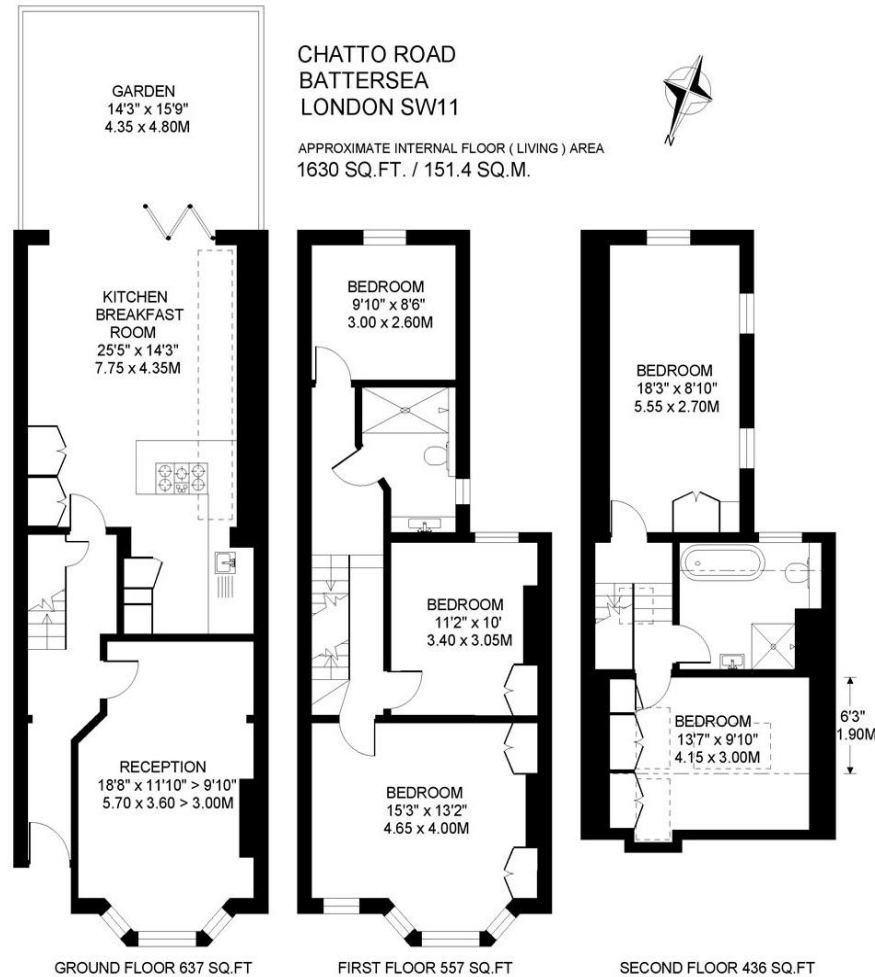 CHATTO ROAD
BATTERSEA
LONDON SW11
APPROXIMATE INTERNAL FLOOR ( LIVING ) AREA
1630 SQ.FT. / 151.4 SQ.M.
N
GARDEN
14'3" x 15'9"
4.35 x 4.80M
KITCHEN
BREAKFAST
ROOM
25'5" x 14'3"
7.75 x 4.35M
RECEPTION
18'8" x 11'10" > 9'10"
5.70 x 3.60 > 3.00M
GROUND FLOOR 637 SQ.FT
BEDROOM
9'10" x 8'6"
3.00 x 2.60M
BEDROOM
11'2" x 10'
3.40 x 3.05M
BEDROOM
15'3" x 13'2"
4.65 x 4.00M
FIRST FLOOR 557 SQ.FT
BEDROOM
18'3" x 8'10"
5.55 x 2.70M
BEDROOM
13'7" x 9'10"
4.15 x 3.00M
6'3"
1.90M
SECOND FLOOR 436 SQ.FT